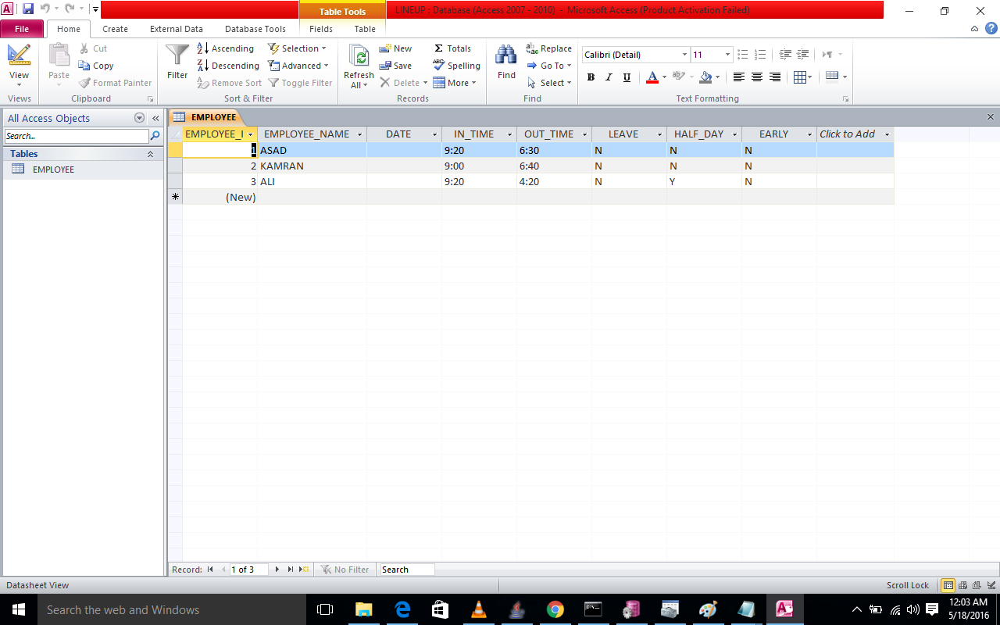 Table Tools
LINEUP : Database (Access 2007 - 2010) - Microsoft Access (Product Activation Failed)
File Home Create External Data Database Tools Fields Table
View
Views
Paste
Cut
Copy
Format Painter
Clipboard
Filter
Ascending
Descending
Remove Sort
Selection
Advanced
Toggle Filter
Sort & Filter
Refresh
All
New
Save
Delete
Totals
Spelling
More
Records
Find
Replace
Go To
Select
Find
Calibri (Detail) 11
B I U A ab
Text Formatting
All Access Objects
Search...
Tables
EMPLOYEE
EMPLOYEE
EMPLOYEE_I EMPLOYEE_NAME DATE IN_TIME OUT_TIME LEAVE HALF_DAY EARLY Click to Add
1 ASAD 9:20 6:30 N N N
2 KAMRAN 9:00 6:40 N N N
3 ALI 9:20 4:20 N Y N
(New)
Record: 1 of 3 No Filter Search
Datasheet View Scroll Lock
Search the web and Windows
12:03 AM
5/18/2016